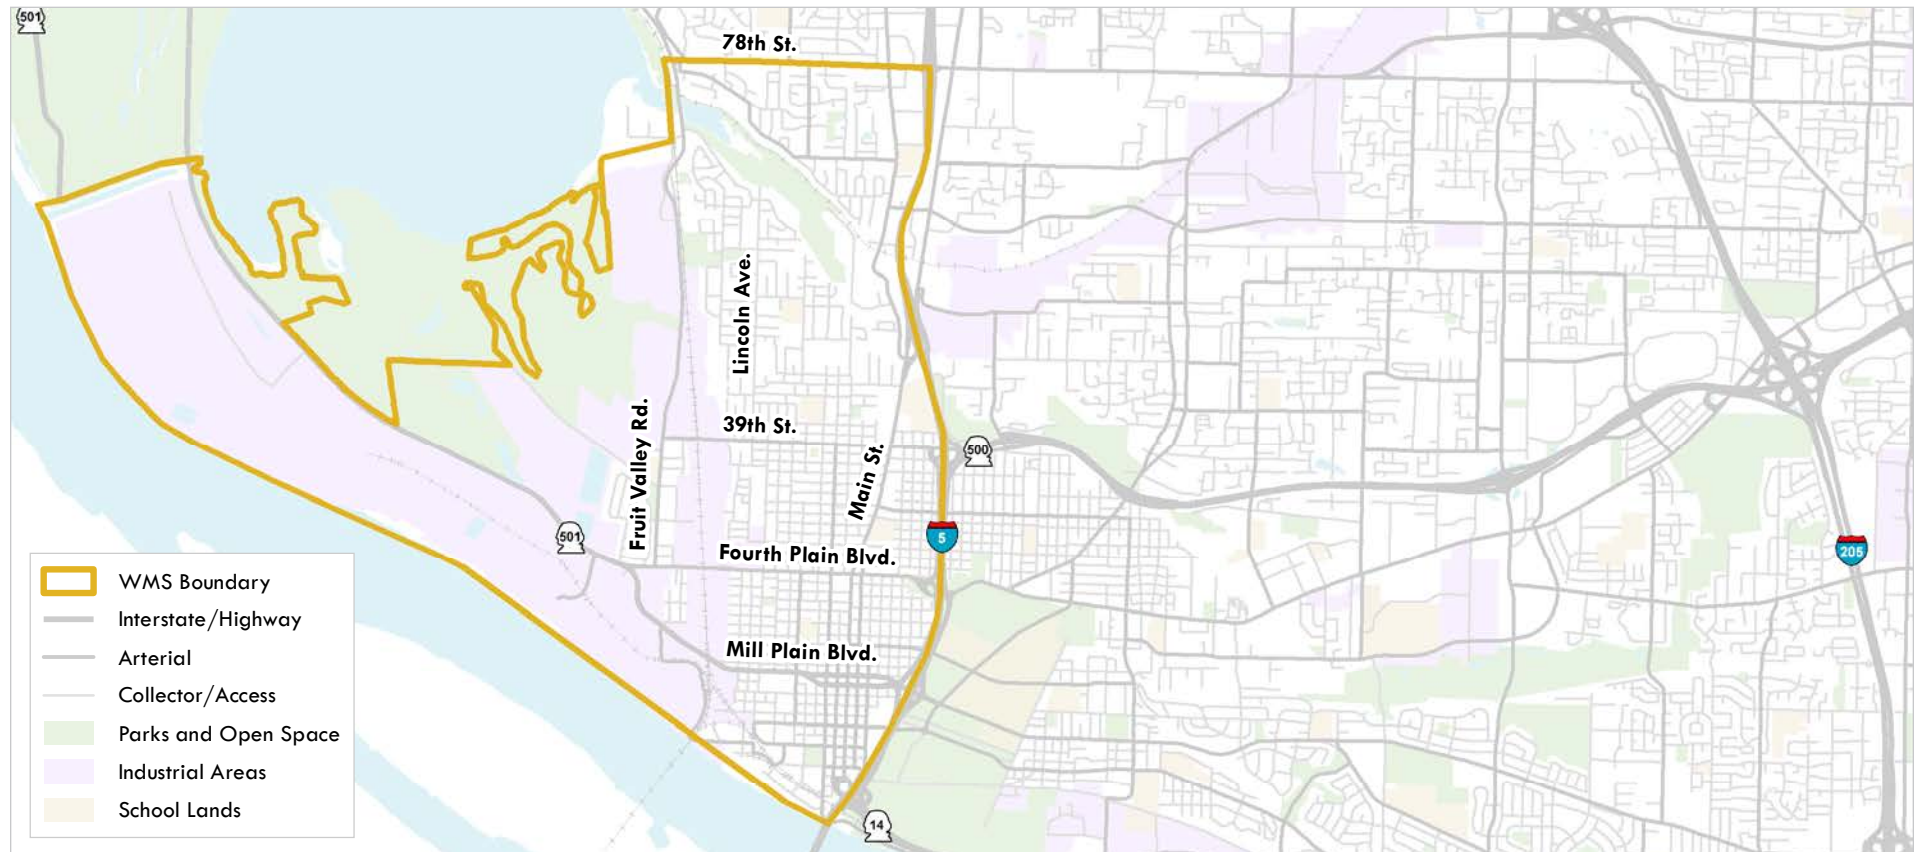 501
78th St.
Lincoln Ave.
39th St.
Fruit Valley Rd.
Main St.
500
501
5
205
Fourth Plain Blvd.
Mill Plain Blvd.
14
WMS Boundary
Interstate/Highway
Arterial
Collector/Access
Parks and Open Space
Industrial Areas
School Lands